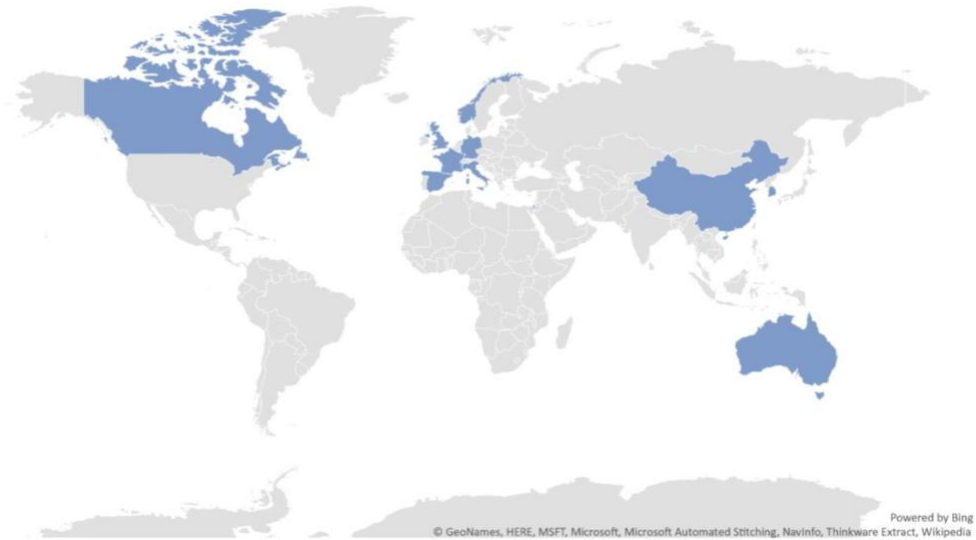 Powered by Bing
© GeoNames, HERE, MSFT, Microsoft, Microsoft Automated Stitching, NavInfo, Thinkware Extract, Wikipedia